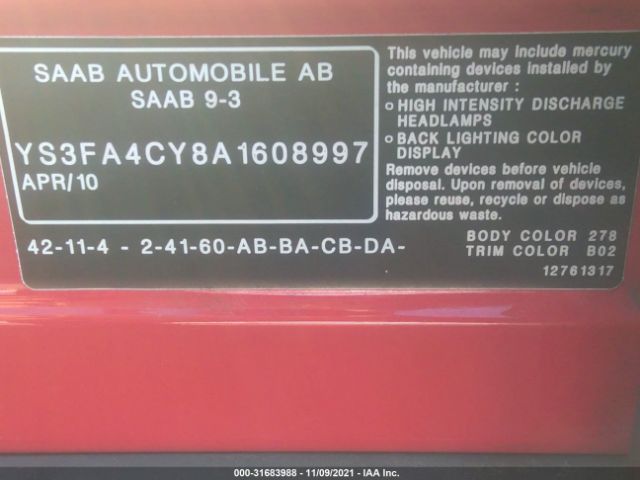 SAAB AUTOMOBILE AB
SAAB 9-3
YS3FA4CY8A1608997
APR/10
This vehicle may include mercury
containing devices installed by
the manufacturer :
o HIGH INTENSITY DISCHARGE
HEADLAMPS
o BACK LIGHTING COLOR
DISPLAY
Remove devices before vehicle
disposal. Upon removal of devices,
please reuse, recycle or dispose as
hazardous waste.
42-11-4 - 2-41-60-AB-BA-CB-DA-
BODY COLOR 278
TRIM COLOR B02
12761317
000-31683988 - 11/09/2021 - IAA Inc.